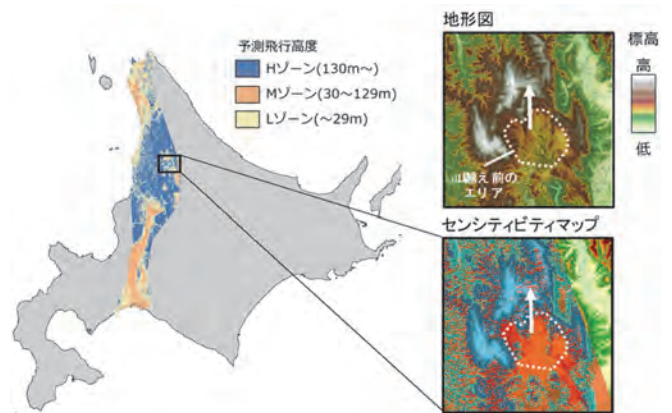 予測飛行高度
Hゾーン(130m～)
Mゾーン(30～129m)
Lゾーン(～29m)
地形図
標高
高
低
山越え前の
エリア
センシティビティマップ